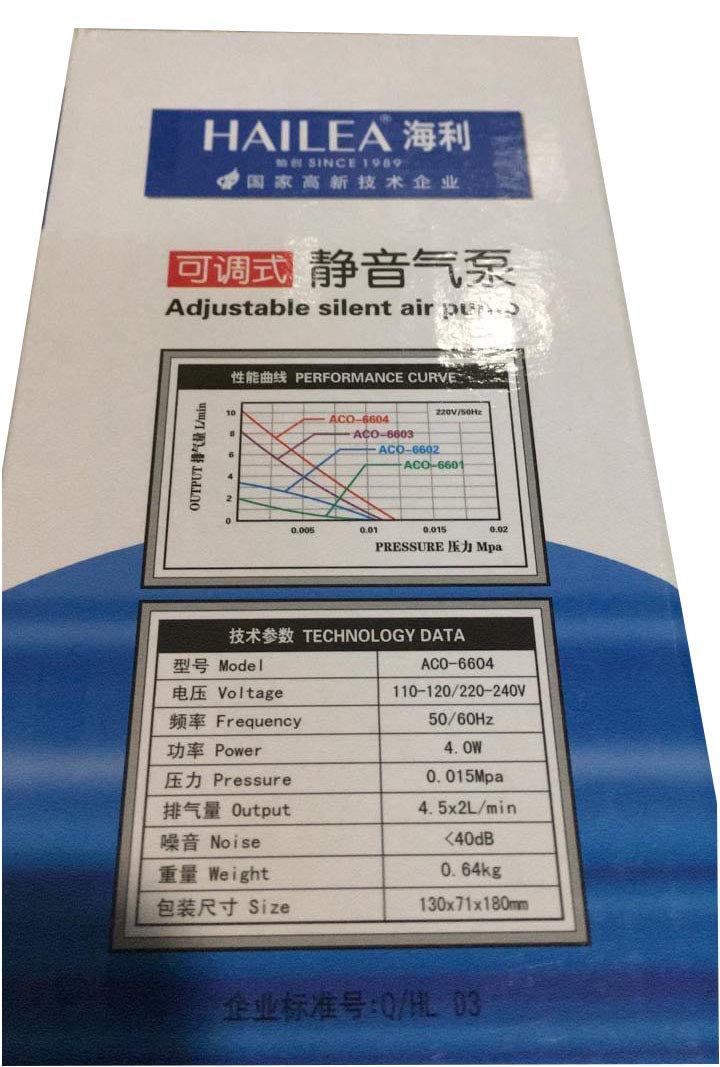 HAILEA® 海利
始创 SINCE 1989
国家高新技术企业
可调式 静音气泵
Adjustable silent air pump
性能曲线 PERFORMANCE CURVE
OUTPUT 排气量 L/min
10
8
6
4
2
0
220V/50Hz
ACO-6604
ACO-6603
ACO-6602
ACO-6601
0.005 0.01 0.015 0.02
PRESSURE 压力 Mpa
技术参数 TECHNOLOGY DATA
型号 Model ACO-6604
电压 Voltage 110-120/220-240V
频率 Frequency 50/60Hz
功率 Power 4.0W
压力 Pressure 0.015Mpa
排气量 Output 4.5x2L/min
噪音 Noise <40dB
重量 Weight 0.64kg
包装尺寸 Size 130x71x180mm
企业标准号:Q/HL 03